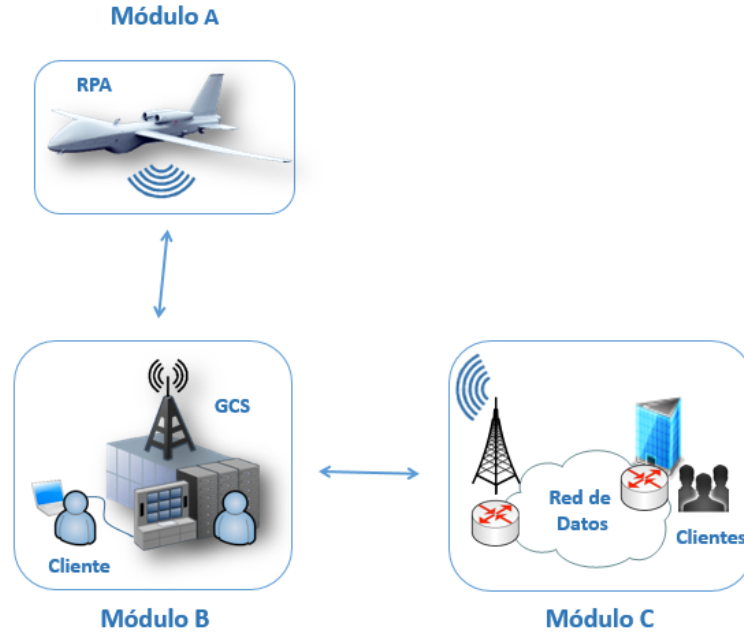 Módulo A
RPA
GCS
Cliente
Módulo B
Red de
Datos
Clientes
Módulo C